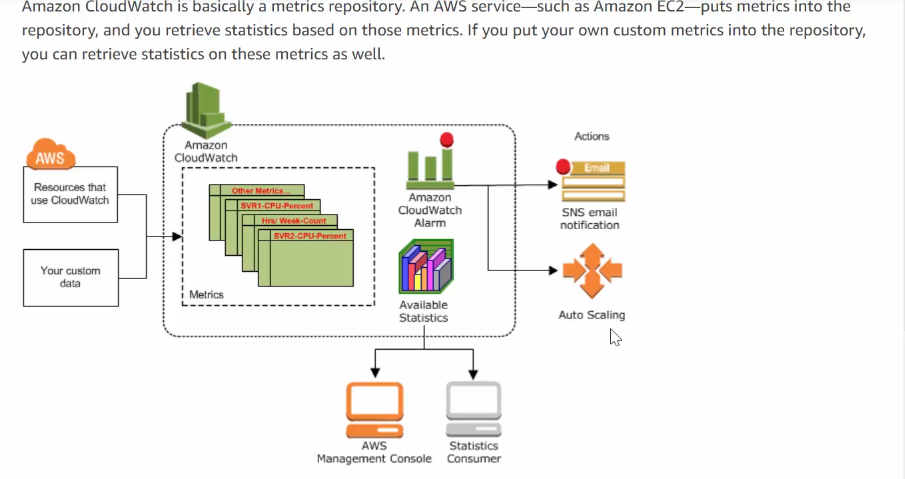 Amazon CloudWatch is basically a metrics repository. An AWS service—such as Amazon EC2—puts metrics into the
repository, and you retrieve statistics based on those metrics. If you put your own custom metrics into the repository,
you can retrieve statistics on these metrics as well.
AWS
Resources that
use CloudWatch
Your custom
data
Amazon
CloudWatch
Other Metrics...
SVR1-CPU-Percent
Hrs/ Week-Count
SVR2-CPU-Percent
Metrics
Amazon
CloudWatch
Alarm
Available
Statistics
Actions
Email
SNS email
notification
Auto Scaling
AWS
Management Console
Statistics
Consumer